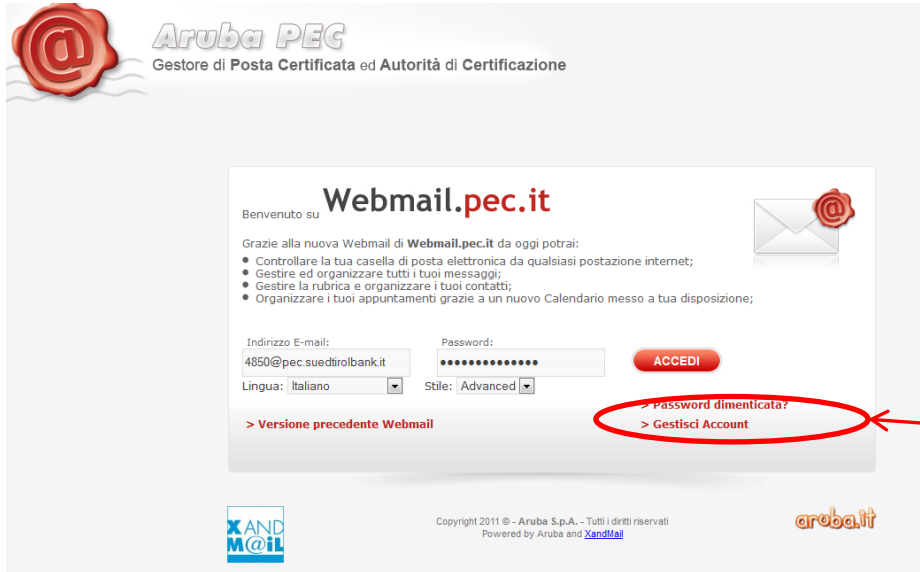 Aruba PEC
Gestore di Posta Certificata ed Autorità di Certificazione
Benvenuto su Webmail.pec.it
Grazie alla nuova Webmail di Webmail.pec.it da oggi potrai:
Controllare la tua casella di posta elettronica da qualsiasi postazione internet;
Gestire ed organizzare tutti i tuoi messaggi;
Gestire la rubrica e organizzare i tuoi contatti;
Organizzare i tuoi appuntamenti grazie a un nuovo Calendario messo a tua disposizione;
Indirizzo E-mail: Password:
4850@pec.suedtirolbank.it •••••••••••••• ACCEDI
Lingua: Italiano Stile: Advanced
> Password dimenticata?
> Versione precedente Webmail > Gestisci Account
X AND M@iL
Copyright 2011 © - Aruba S.p.A. - Tutti i diritti riservati
Powered by Aruba and XandMail
aruba.it